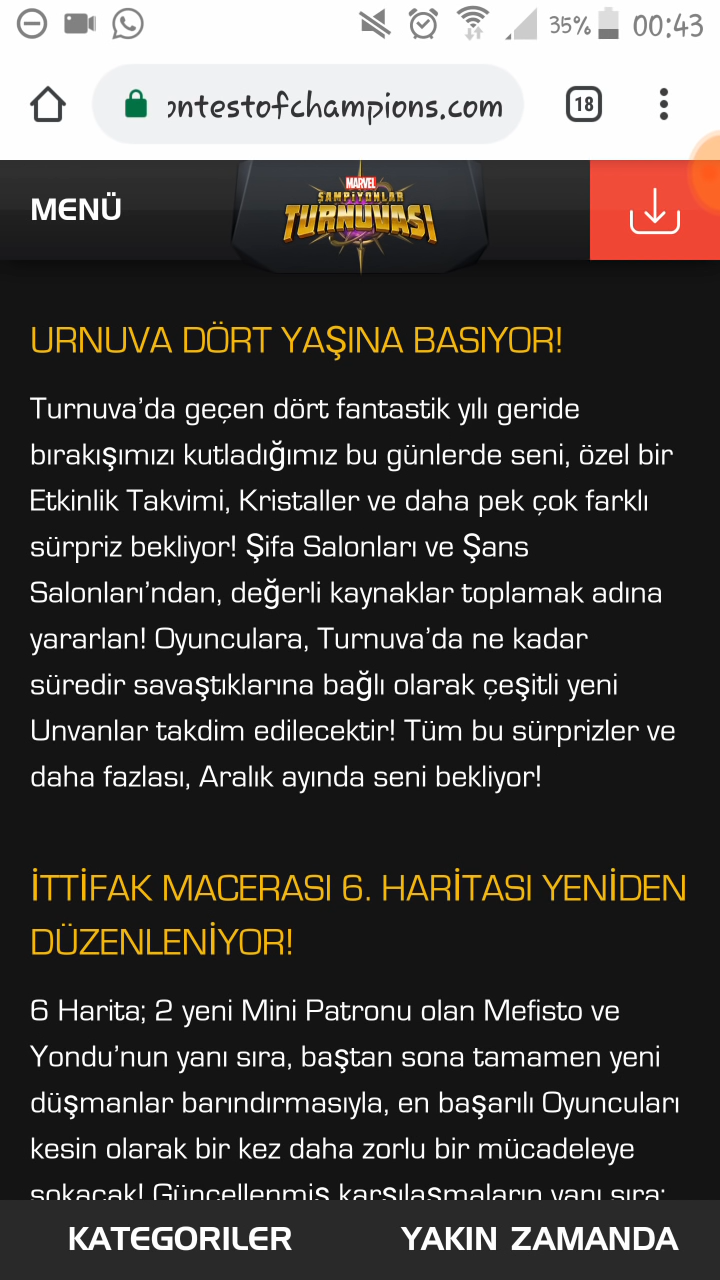 35% 00:43
ontestofchampions.com 18
MENÜ
MARVEL
ŞAMPİYONLAR
TURNUVASI
URNUVA DÖRT YAŞINA BASIYOR!
Turnuva’da geçen dört fantastik yılı geride
bırakışımızı kutladığımız bu günlerde seni, özel bir
Etkinlik Takvimi, Kristaller ve daha pek çok farklı
sürpriz bekliyor! Şifa Salonları ve Şans
Salonları’ndan, değerli kaynaklar toplamak adına
yararlan! Oyunculara, Turnuva’da ne kadar
süredir savaştıklarına bağlı olarak çeşitli yeni
Unvanlar takdim edilecektir! Tüm bu sürprizler ve
daha fazlası, Aralık ayında seni bekliyor!
İTTİFAK MACERASI 6. HARİTASI YENİDEN
DÜZENLENİYOR!
6 Harita; 2 yeni Mini Patronu olan Mefisto ve
Yondu’nun yanı sıra, baştan sona tamamen yeni
düşmanlar barındırmasıyla, en başarılı Oyuncuları
kesin olarak bir kez daha zorlu bir mücadeleye
sokacak! Güncellenmiş karşılaşmaların yanı sıra;
KATEGORILER YAKIN ZAMANDA